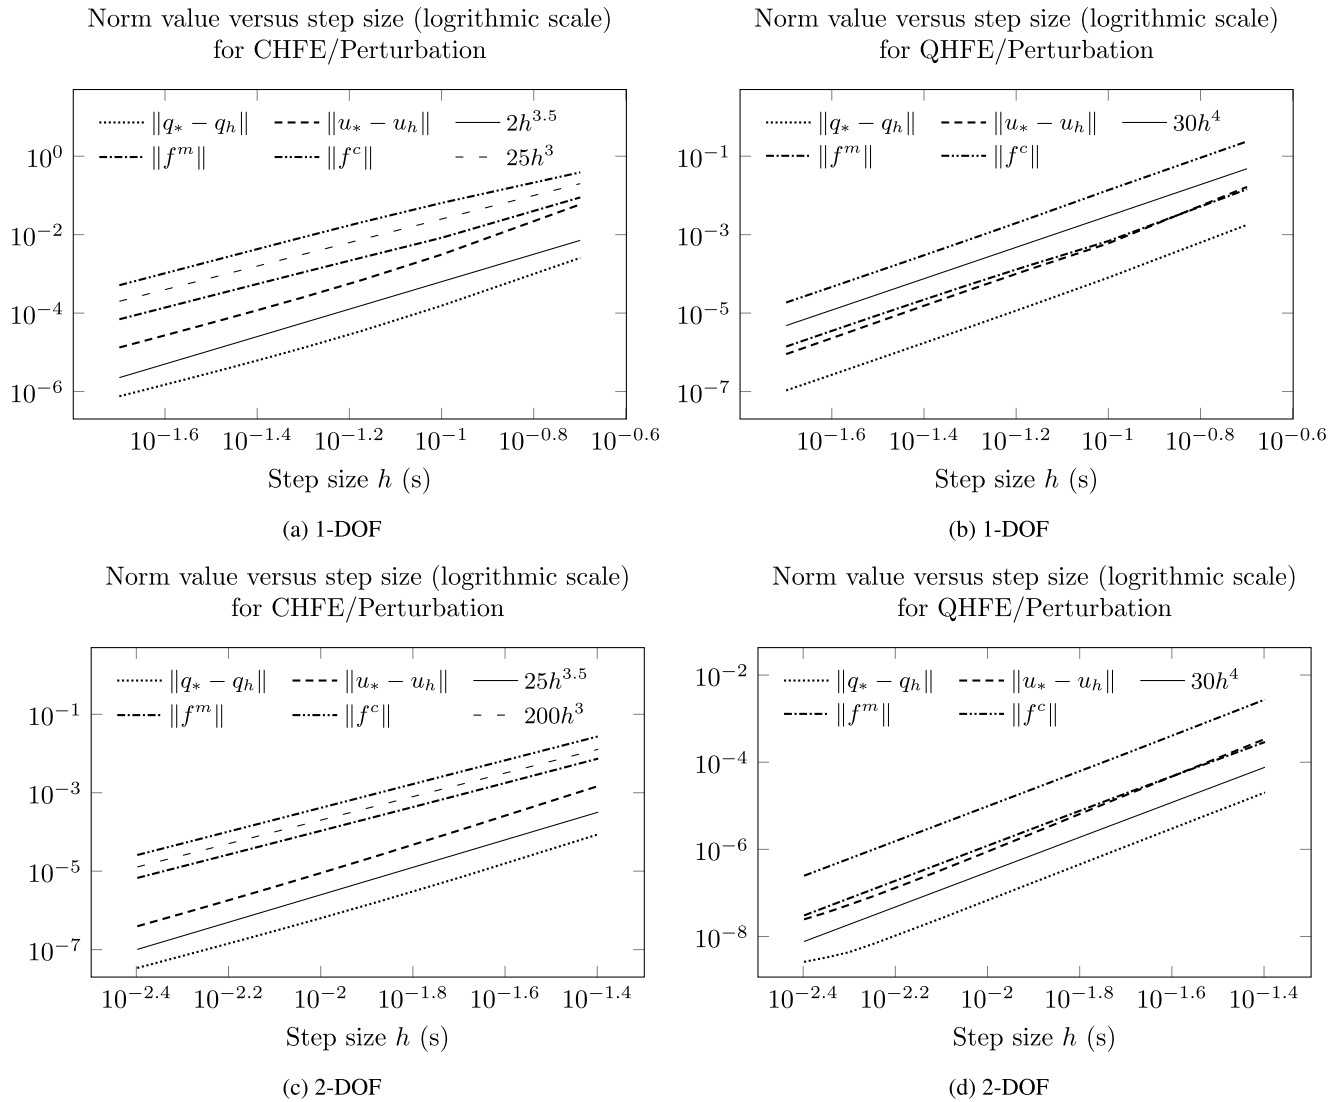 Norm value versus step size (logrithmic scale)
for CHFE/Perturbation
‖q∗ − q_h‖ ‖u∗ − u_h‖ 2h^{3.5}
‖f^m‖ ‖f^c‖ 25h^3
10^0
10^{−2}
10^{−4}
10^{−6}
10^{−1.6} 10^{−1.4} 10^{−1.2} 10^{−1} 10^{−0.8} 10^{−0.6}
Step size h (s)
(a) 1-DOF
Norm value versus step size (logrithmic scale)
for QHFE/Perturbation
‖q∗ − q_h‖ ‖u∗ − u_h‖ 30h^4
‖f^m‖ ‖f^c‖
10^{−1}
10^{−3}
10^{−5}
10^{−7}
10^{−1.6} 10^{−1.4} 10^{−1.2} 10^{−1} 10^{−0.8} 10^{−0.6}
Step size h (s)
(b) 1-DOF
Norm value versus step size (logrithmic scale)
for CHFE/Perturbation
‖q∗ − q_h‖ ‖u∗ − u_h‖ 25h^{3.5}
‖f^m‖ ‖f^c‖ 200h^3
10^{−1}
10^{−3}
10^{−5}
10^{−7}
10^{−2.4} 10^{−2.2} 10^{−2} 10^{−1.8} 10^{−1.6} 10^{−1.4}
Step size h (s)
(c) 2-DOF
Norm value versus step size (logrithmic scale)
for QHFE/Perturbation
‖q∗ − q_h‖ ‖u∗ − u_h‖ 30h^4
‖f^m‖ ‖f^c‖
10^{−2}
10^{−4}
10^{−6}
10^{−8}
10^{−2.4} 10^{−2.2} 10^{−2} 10^{−1.8} 10^{−1.6} 10^{−1.4}
Step size h (s)
(d) 2-DOF